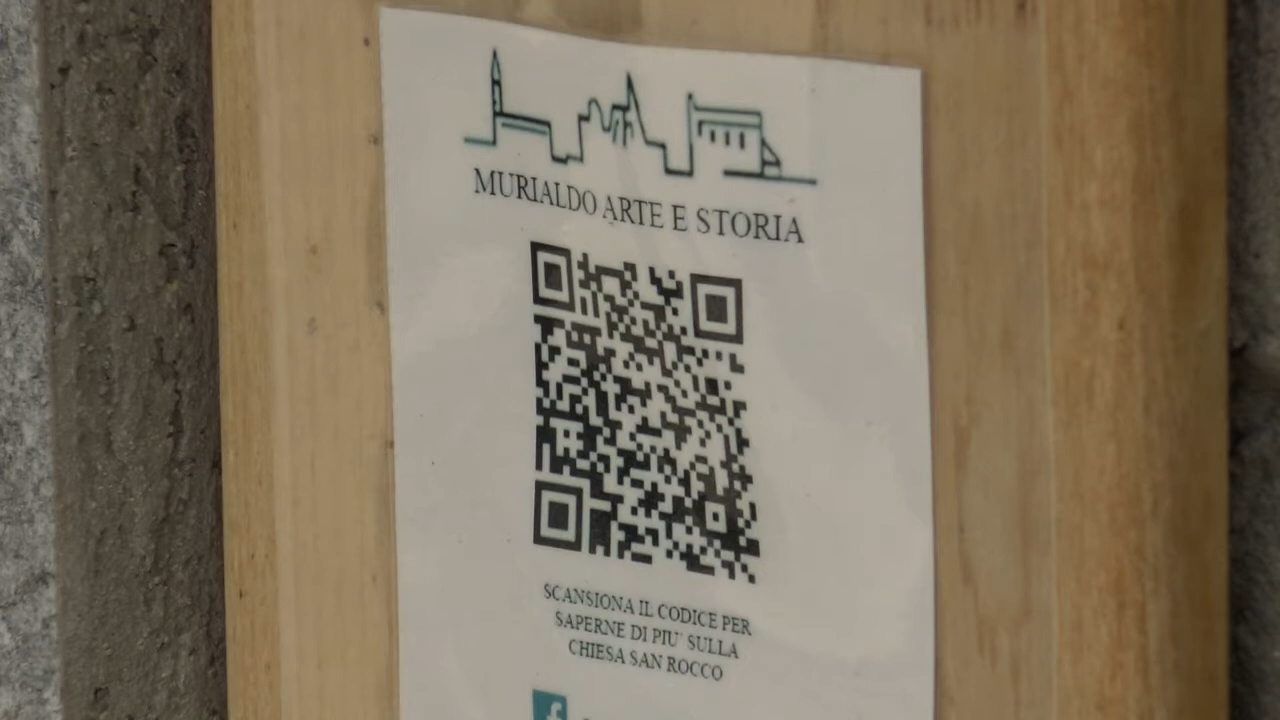 MURIALDO ARTE E STORIA
SCANSIONA IL CODICE PER
SAPERNE DI PIU' SULLA
CHIESA SAN ROCCO
f